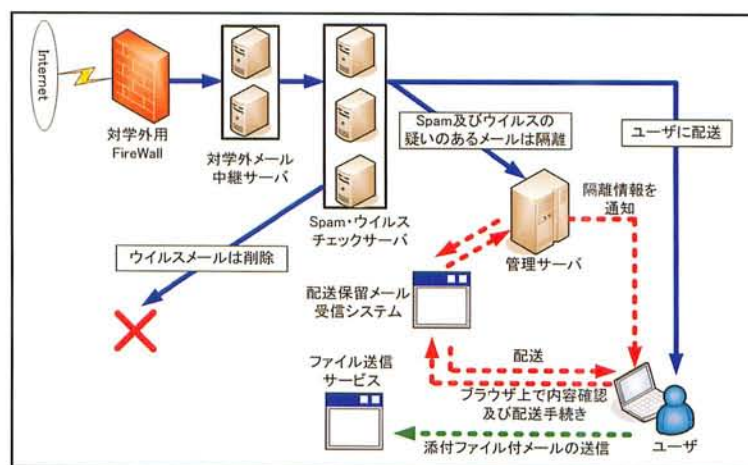 Internet
対学外用
FireWall
対学外メール
中継サーバ
Spam・ウイルス
チェックサーバ
Spam及びウイルスの
疑いのあるメールは隔離
ユーザに配送
隔離情報を
通知
管理サーバ
ウイルスメールは削除
配送保留メール
受信システム
配送
ファイル送信
サービス
ブラウザ上で内容確認
及び配送手続き
ユーザ
添付ファイル付メールの送信